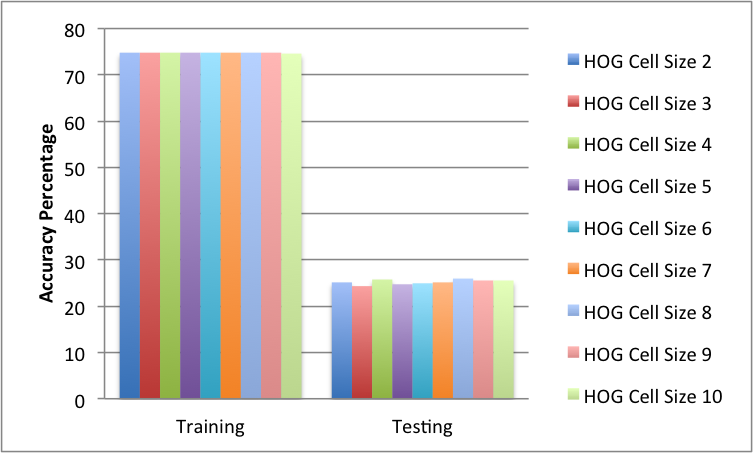 80
70
60
50
40
30
20
10
0
Accuracy Percentage
Training
Testing
HOG Cell Size 2
HOG Cell Size 3
HOG Cell Size 4
HOG Cell Size 5
HOG Cell Size 6
HOG Cell Size 7
HOG Cell Size 8
HOG Cell Size 9
HOG Cell Size 10